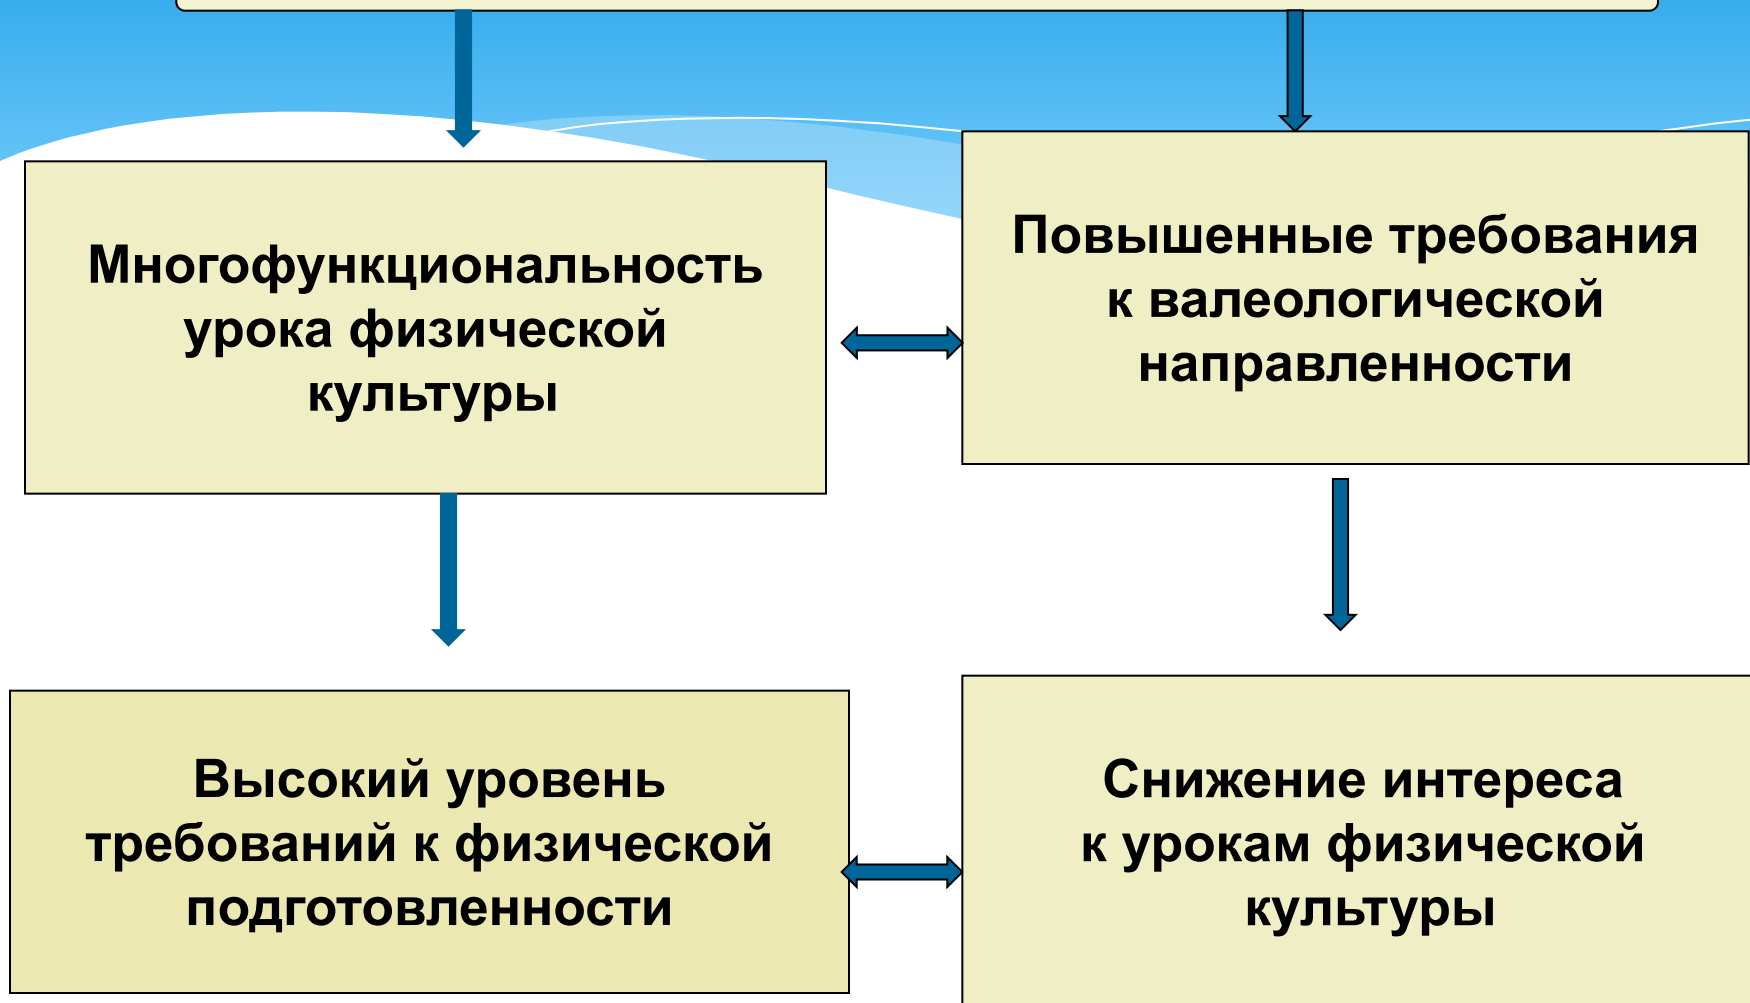 Многофункциональность
урока физической
культуры
Повышенные требования
к валеологической
направленности
Высокий уровень
требований к физической
подготовленности
Снижение интереса
к урокам физической
культуры